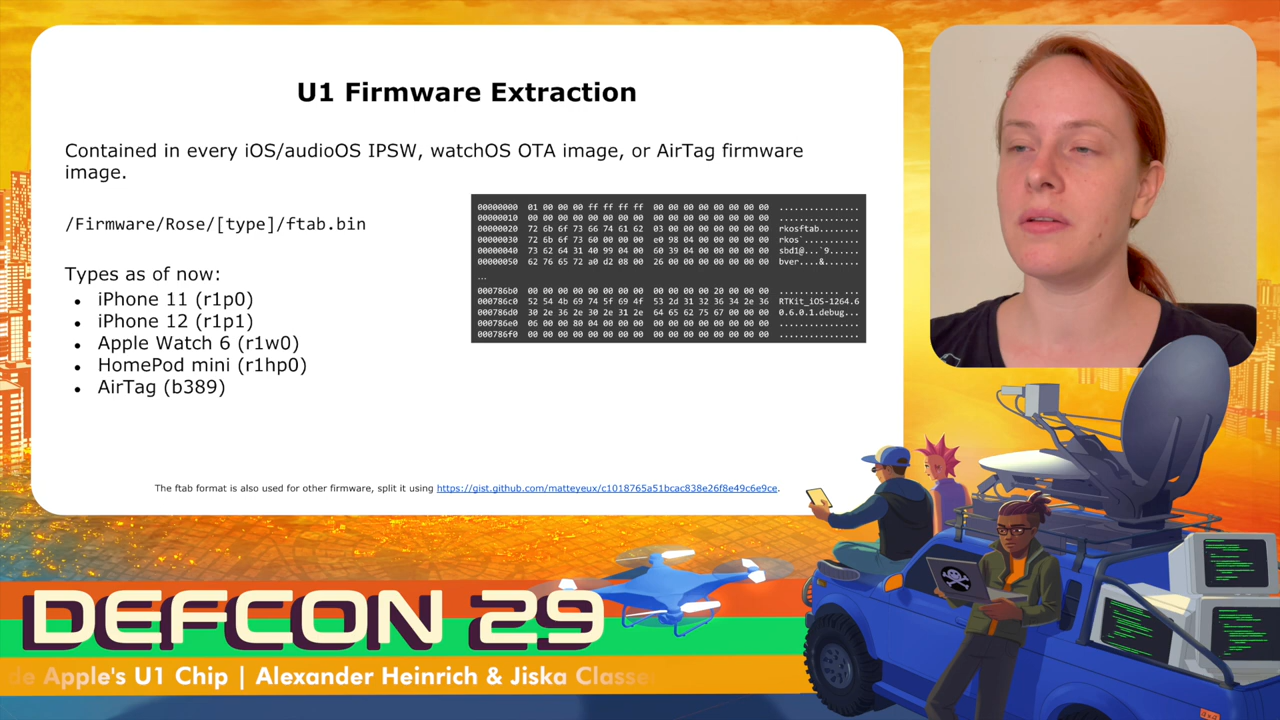 U1 Firmware Extraction
Contained in every iOS/audioOS IPSW, watchOS OTA image, or AirTag firmware
image.
/Firmware/Rose/[type]/ftab.bin
Types as of now:
• iPhone 11 (r1p0)
• iPhone 12 (r1p1)
• Apple Watch 6 (r1w0)
• HomePod mini (r1hp0)
• AirTag (b389)
00000000 01 00 00 00 ff ff ff ff 00 00 00 00 00 00 00 00 ................
00000010 00 00 00 00 00 00 00 00 00 00 00 00 00 00 00 00 ................
00000020 72 6b 6f 73 66 74 61 62 03 00 00 00 00 00 00 00 rkosftab........
00000030 72 6b 6f 73 60 00 00 00 e0 98 04 00 00 00 00 00 rkos`...........
00000040 73 62 64 31 40 99 04 00 60 39 04 00 00 00 00 00 sbd1@...`9......
00000050 62 76 65 72 a0 d2 08 00 26 00 00 00 00 00 00 00 bver....&.......
...
000786b0 00 00 00 00 00 00 00 00 00 00 00 00 20 00 00 00 ............ ...
000786c0 52 54 4b 69 74 5f 69 4f 53 2d 31 32 36 34 2e 36 RTKit_iOS-1264.6
000786d0 30 2e 36 2e 30 2e 31 2e 64 65 62 75 67 00 00 00 0.6.0.1.debug...
000786e0 06 00 00 80 04 00 00 00 00 00 00 00 00 00 00 00 ................
000786f0 00 00 00 00 00 00 00 00 00 00 00 00 00 00 00 00 ................
The ftab format is also used for other firmware, split it using https://gist.github.com/matteyeux/c1018765a51bcac838e26f8e49c6e9ce.
DEFCON 29
de Apple's U1 Chip | Alexander Heinrich & Jiska Classe